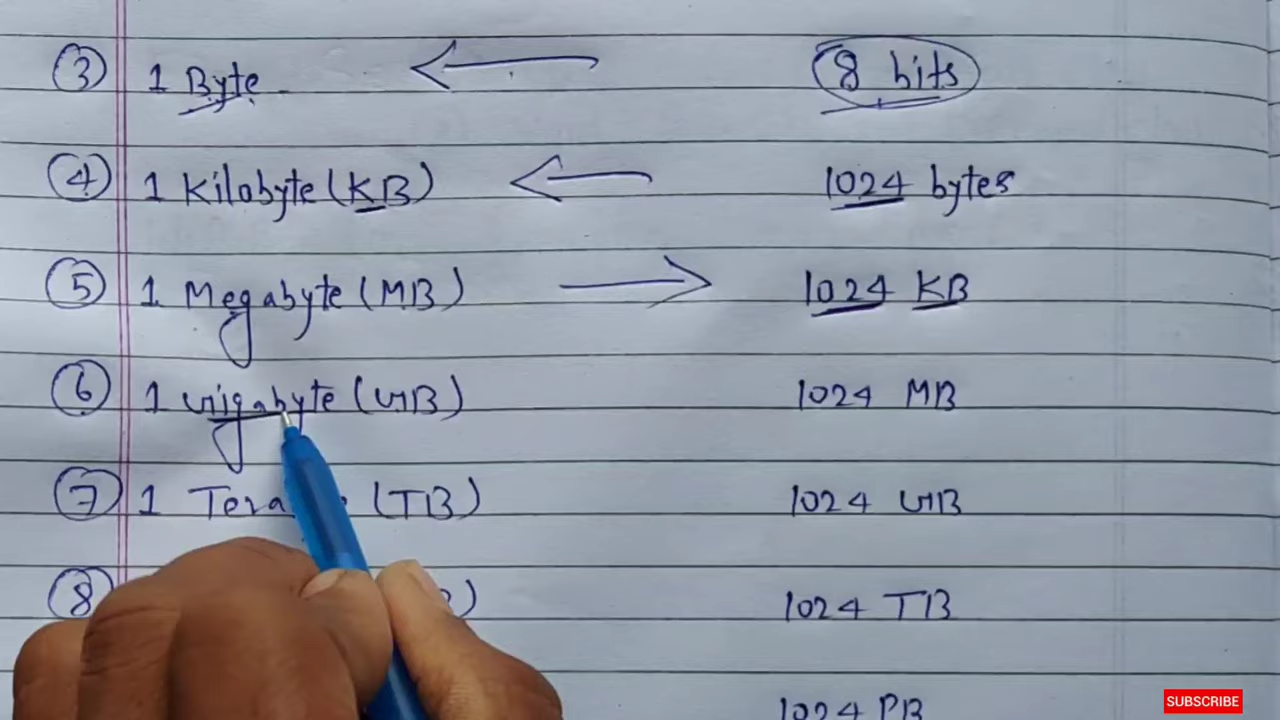 3 1 Byte 8 bits
4 1 Kilobyte (KB) 1024 bytes
5 1 Megabyte (MB) 1024 KB
6 1 Gigabyte (GB) 1024 MB
7 1 (TB) 1024 GB
8 1024 TB
1024 PB
SUBSCRIBE